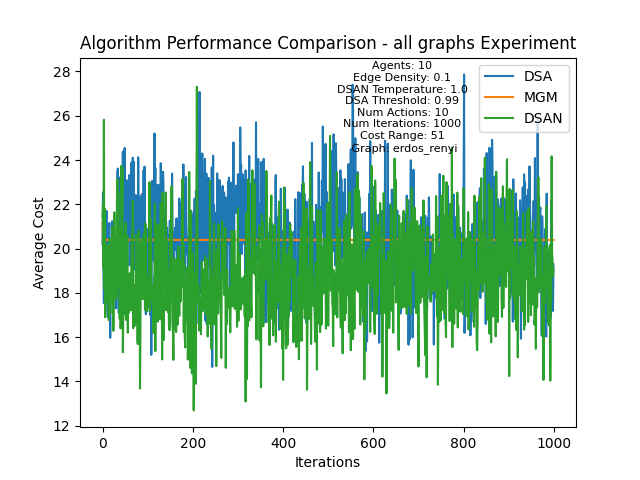 Algorithm Performance Comparison - all graphs Experiment
Agents: 10
Edge Density: 0.1
DSAN Temperature: 1.0
DSA Threshold: 0.99
Num Actions: 10
Num Iterations: 1000
Cost Range: 51
Graph: erdos_renyi
DSA
MGM
DSAN
28
26
24
22
20
18
16
14
12
Average Cost
0
200
400
600
800
1000
Iterations